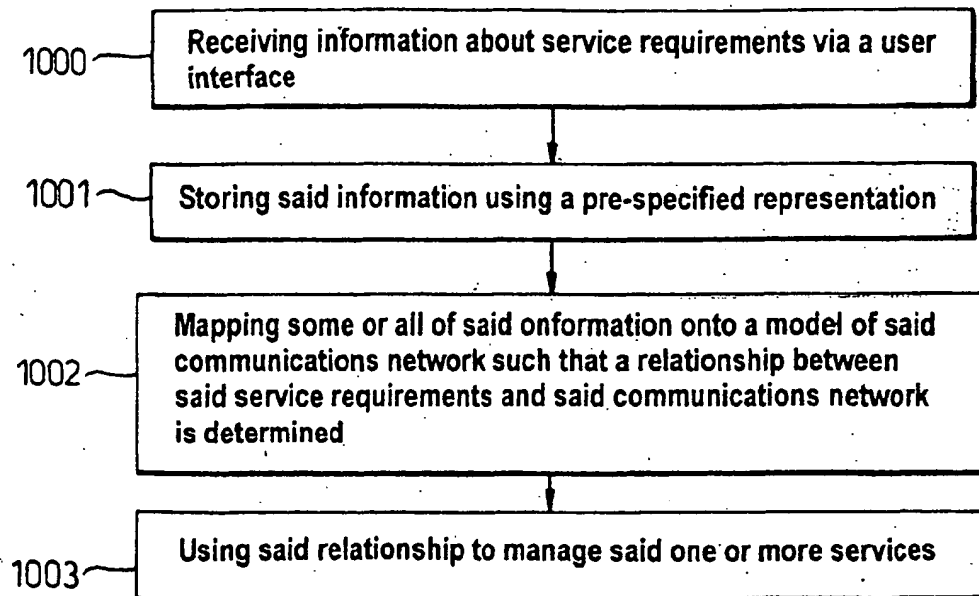 1000
Receiving information about service requirements via a user
interface
1001
Storing said information using a pre-specified representation
Mapping some or all of said onformation onto a model of said
communications network such that a relationship between
1002
said service requirements and said communications network
is determined
Using said relationship to manage said one or more services
1003